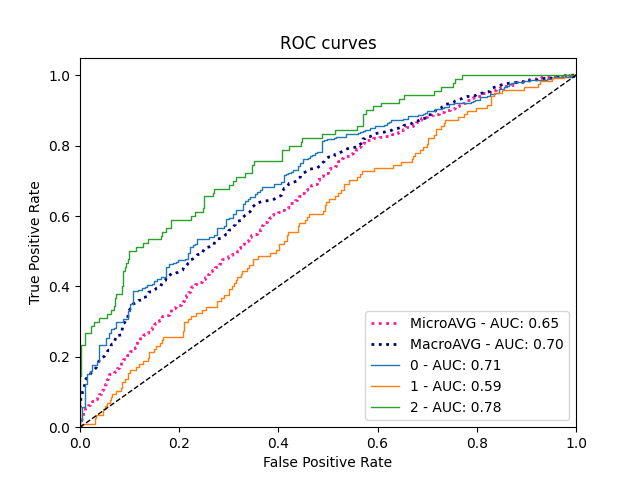 ROC curves
True Positive Rate
1.0
0.8
0.6
0.4
0.2
0.0
MicroAVG - AUC: 0.65
MacroAVG - AUC: 0.70
0 - AUC: 0.71
1 - AUC: 0.59
2 - AUC: 0.78
0.0 0.2 0.4 0.6 0.8 1.0
False Positive Rate